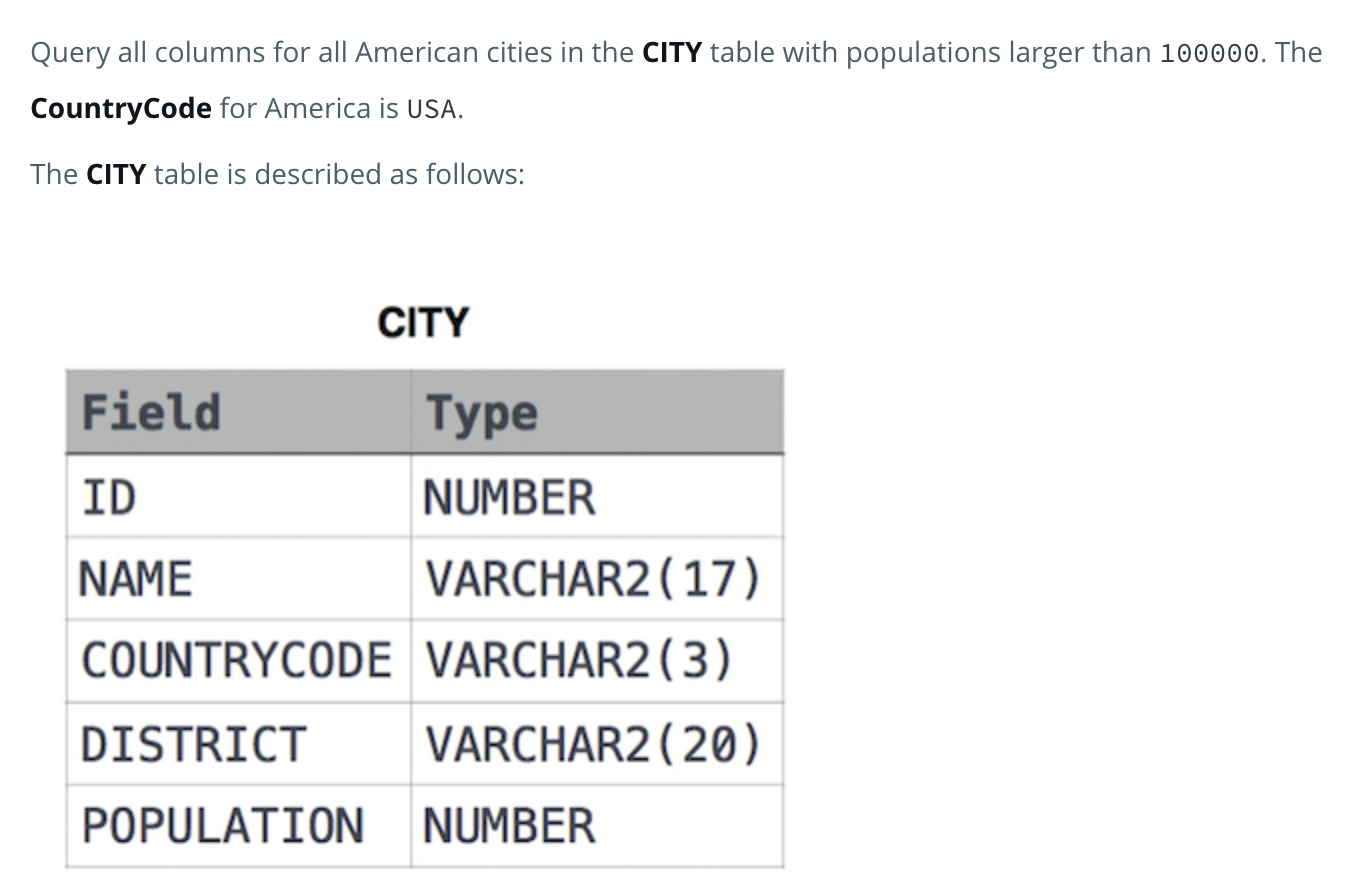 Query all columns for all American cities in the CITY table with populations larger than 100000. The
CountryCode for America is USA.
The CITY table is described as follows:
CITY
Field Type
ID NUMBER
NAME VARCHAR2(17)
COUNTRYCODE VARCHAR2(3)
DISTRICT VARCHAR2(20)
POPULATION NUMBER